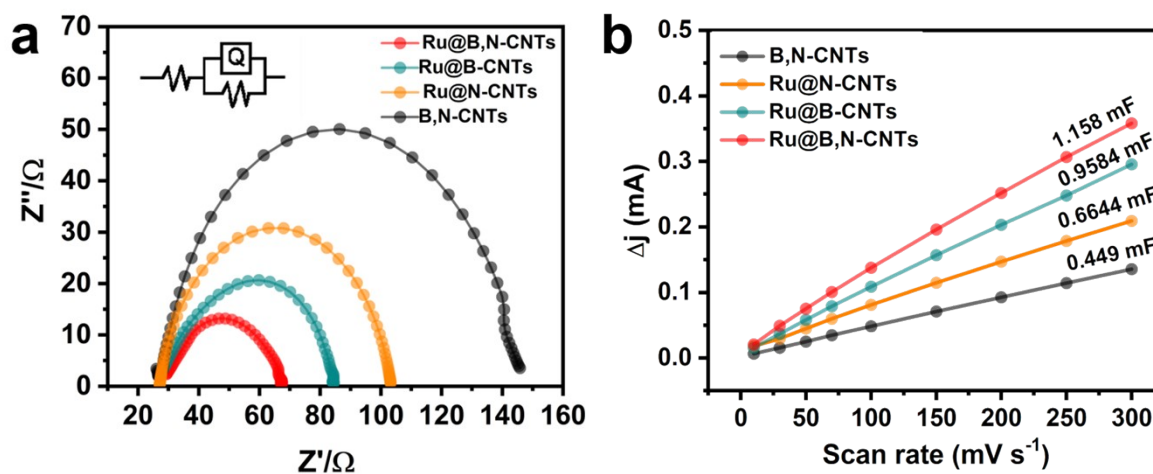 a
70
60
50
40
30
20
10
0
Z''/Ω
Q
Ru@B,N-CNTs
Ru@B-CNTs
Ru@N-CNTs
B,N-CNTs
20 40 60 80 100 120 140 160
Z'/Ω
b
0.5
0.4
0.3
0.2
0.1
0.0
Δj (mA)
B,N-CNTs
Ru@N-CNTs
Ru@B-CNTs
Ru@B,N-CNTs
1.158 mF
0.9584 mF
0.6644 mF
0.449 mF
0 50 100 150 200 250 300
Scan rate (mV s⁻¹)